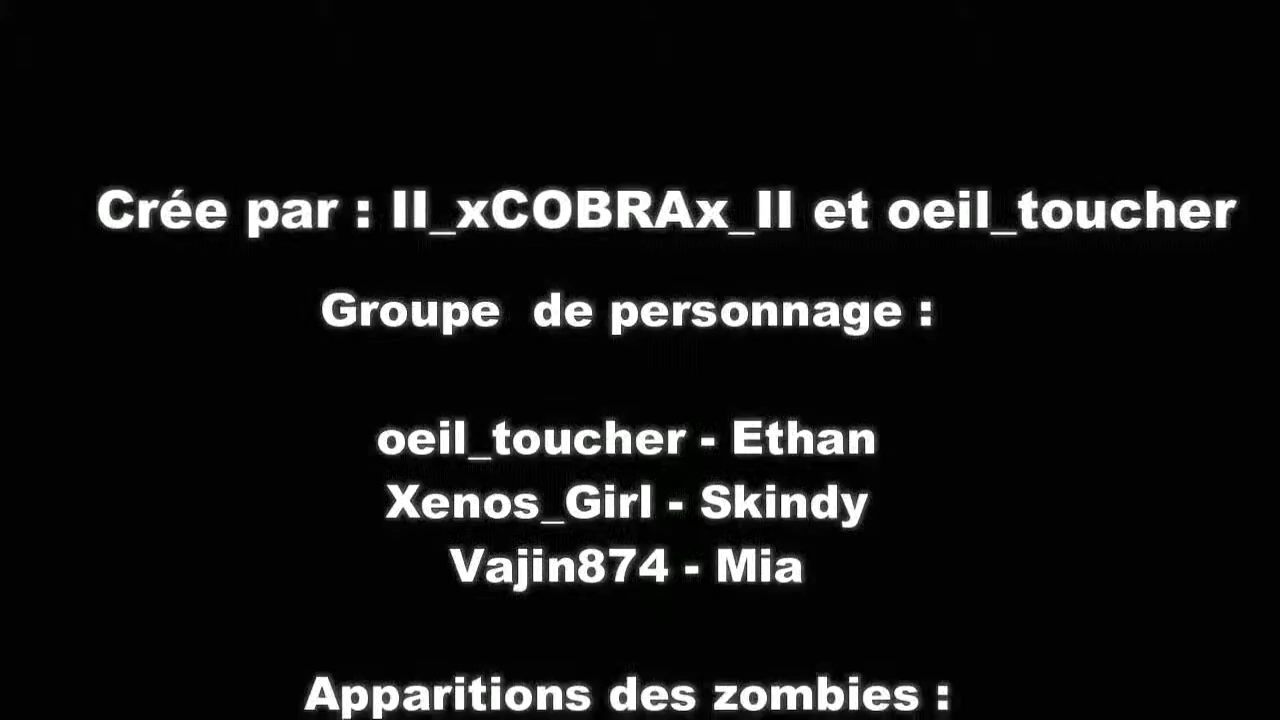 Crée par : II_xCOBRAx_II et oeil_toucher
Groupe de personnage :
oeil_toucher - Ethan
Xenos_Girl - Skindy
Vajin874 - Mia
Apparitions des zombies :